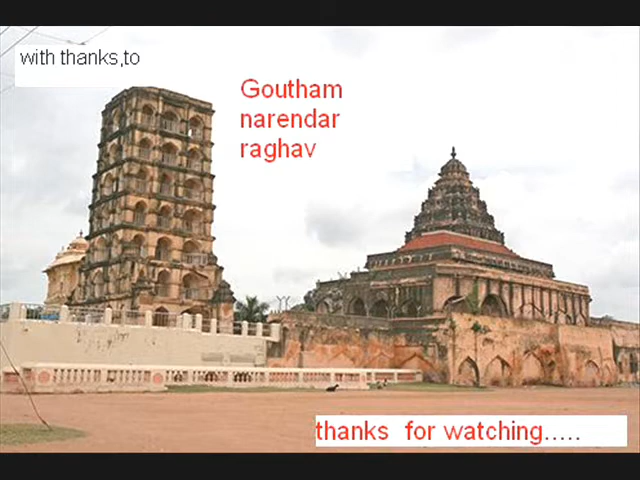 with thanks,to
Goutham
narendar
raghav
thanks  for watching.....